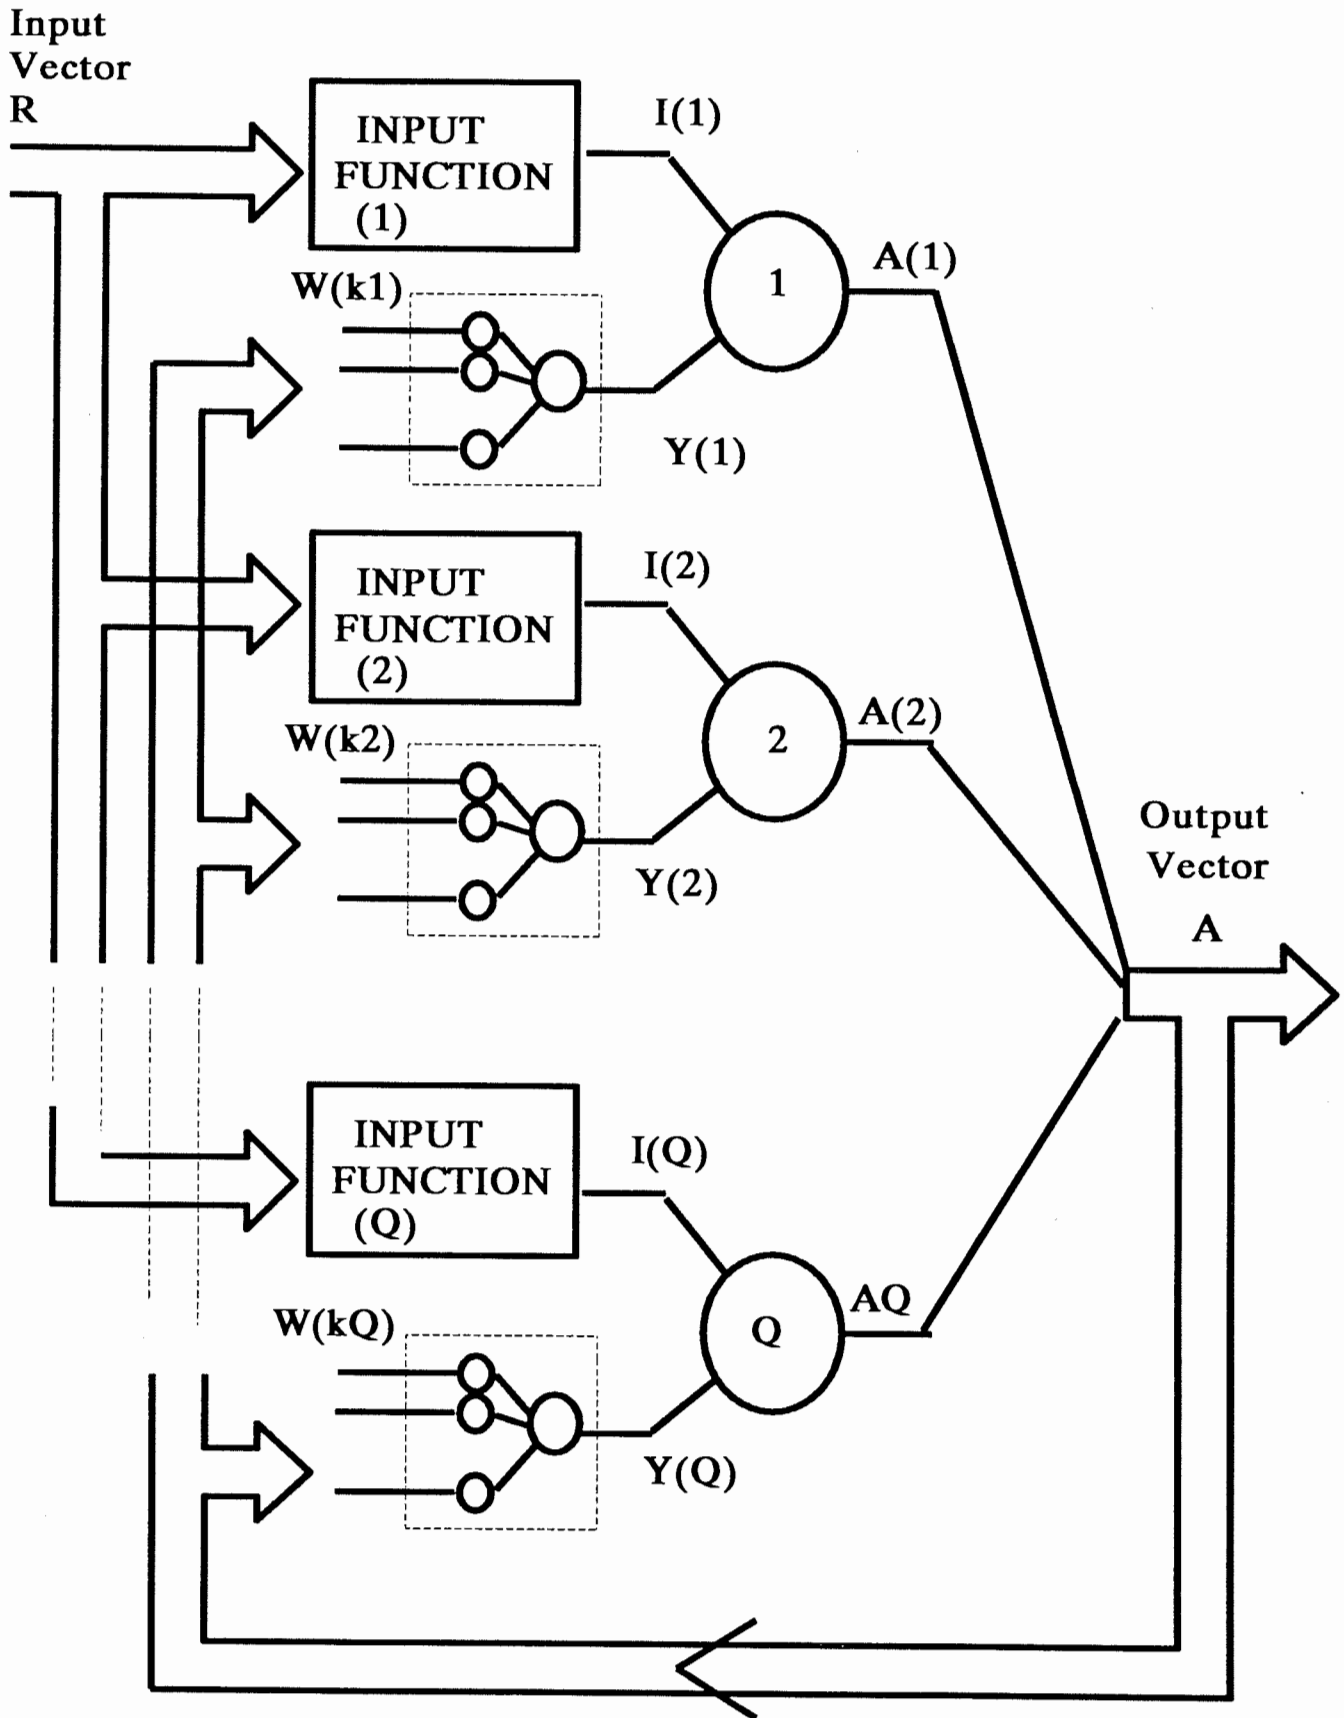 Input
Vector
R
INPUT
FUNCTION
(1)
I(1)
1
A(1)
W(k1)
Y(1)
INPUT
FUNCTION
(2)
I(2)
2
A(2)
W(k2)
Y(2)
Output
Vector
A
INPUT
FUNCTION
(Q)
I(Q)
Q
AQ
W(kQ)
Y(Q)